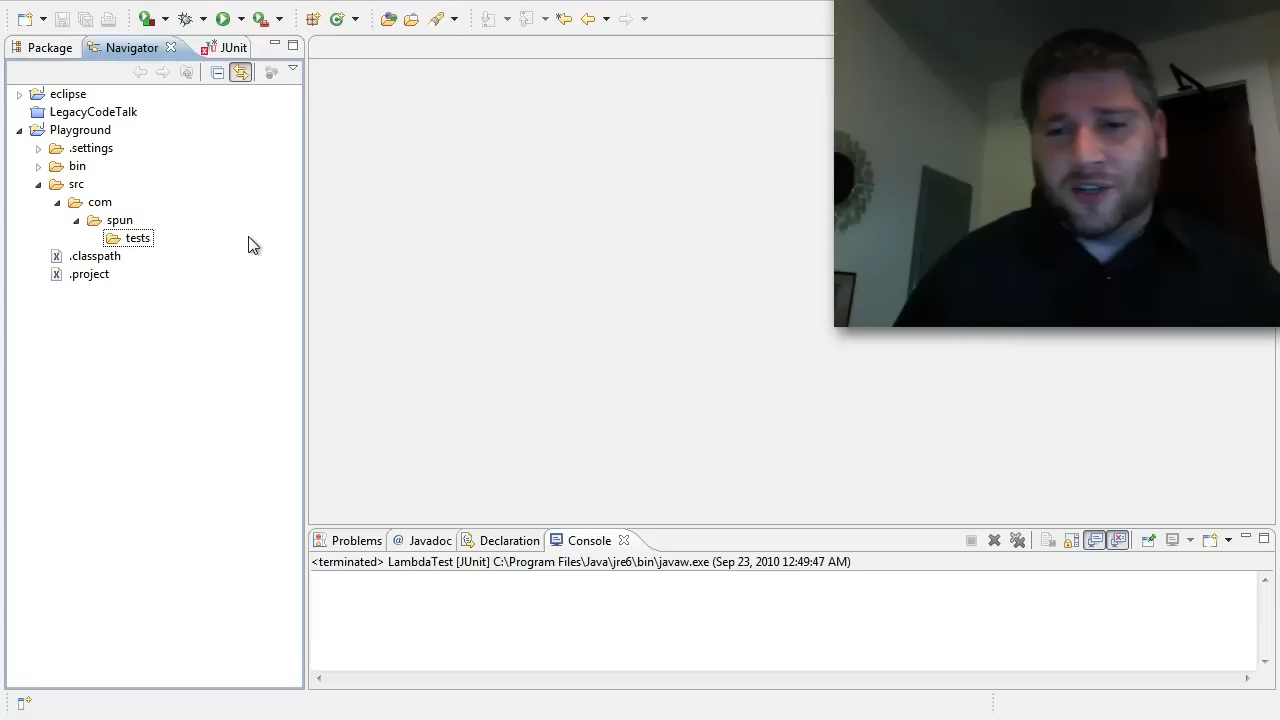 Package Navigator JUnit
eclipse
LegacyCodeTalk
Playground
.settings
bin
src
com
spun
tests
.classpath
.project
Problems Javadoc Declaration Console
<terminated> LambdaTest [JUnit] C:\Program Files\Java\jre6\bin\javaw.exe (Sep 23, 2010 12:49:47 AM)